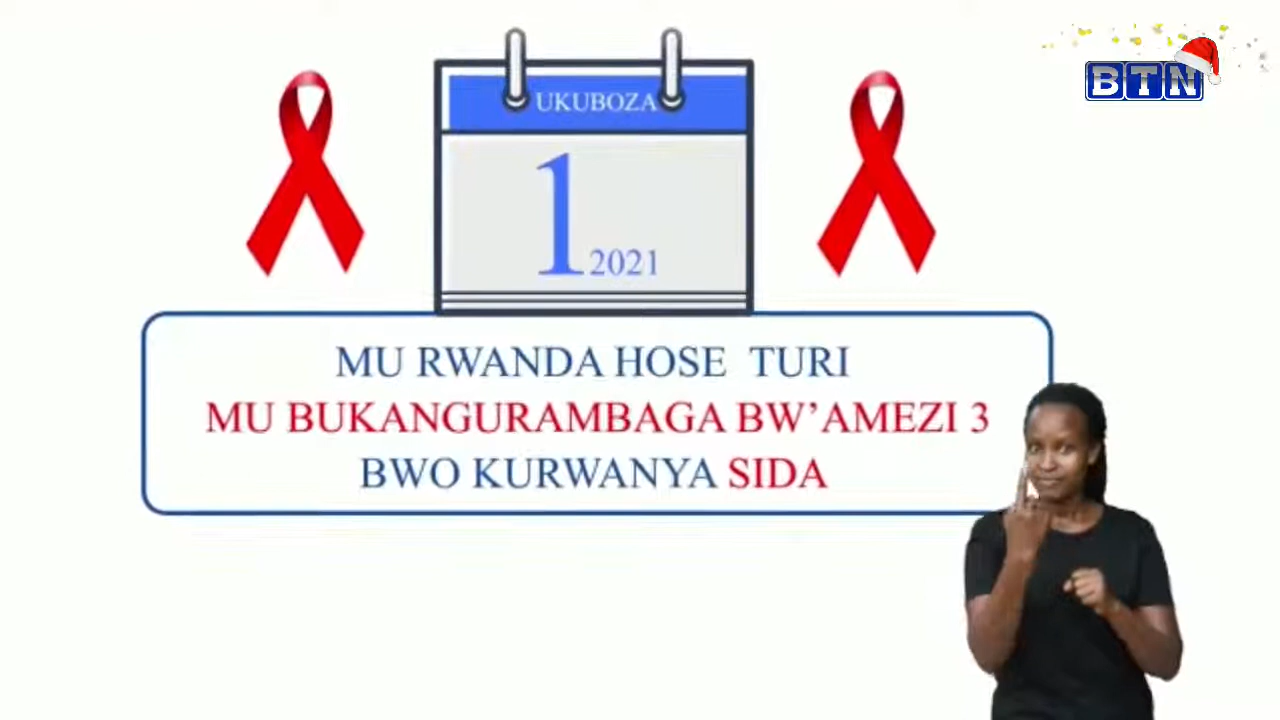 BTN
UKUBOZA
1 2021
MU RWANDA HOSE TURI
MU BUKANGURAMBAGA BW’AMEZI 3
BWO KURWANYA SIDA